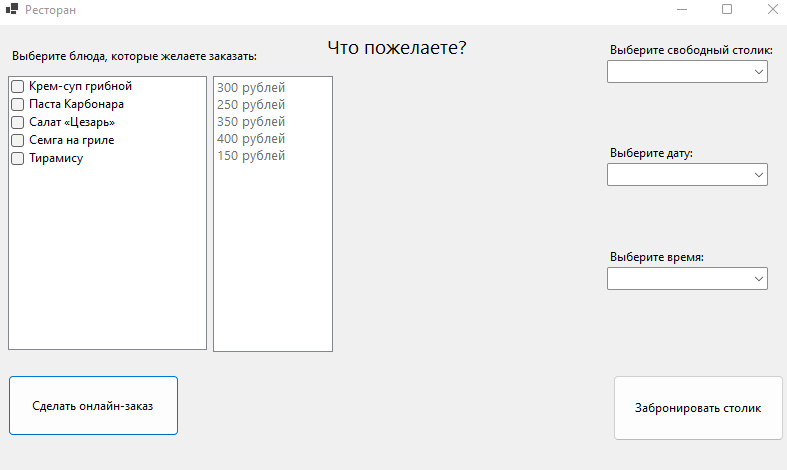 Ресторан
Что пожелаете?
Выберите блюда, которые желаете заказать:
Крем-суп грибной
Паста Карбонара
Салат «Цезарь»
Семга на гриле
Тирамису
300 рублей
250 рублей
350 рублей
400 рублей
150 рублей
Выберите свободный столик:
Выберите дату:
Выберите время:
Сделать онлайн-заказ
Забронировать столик